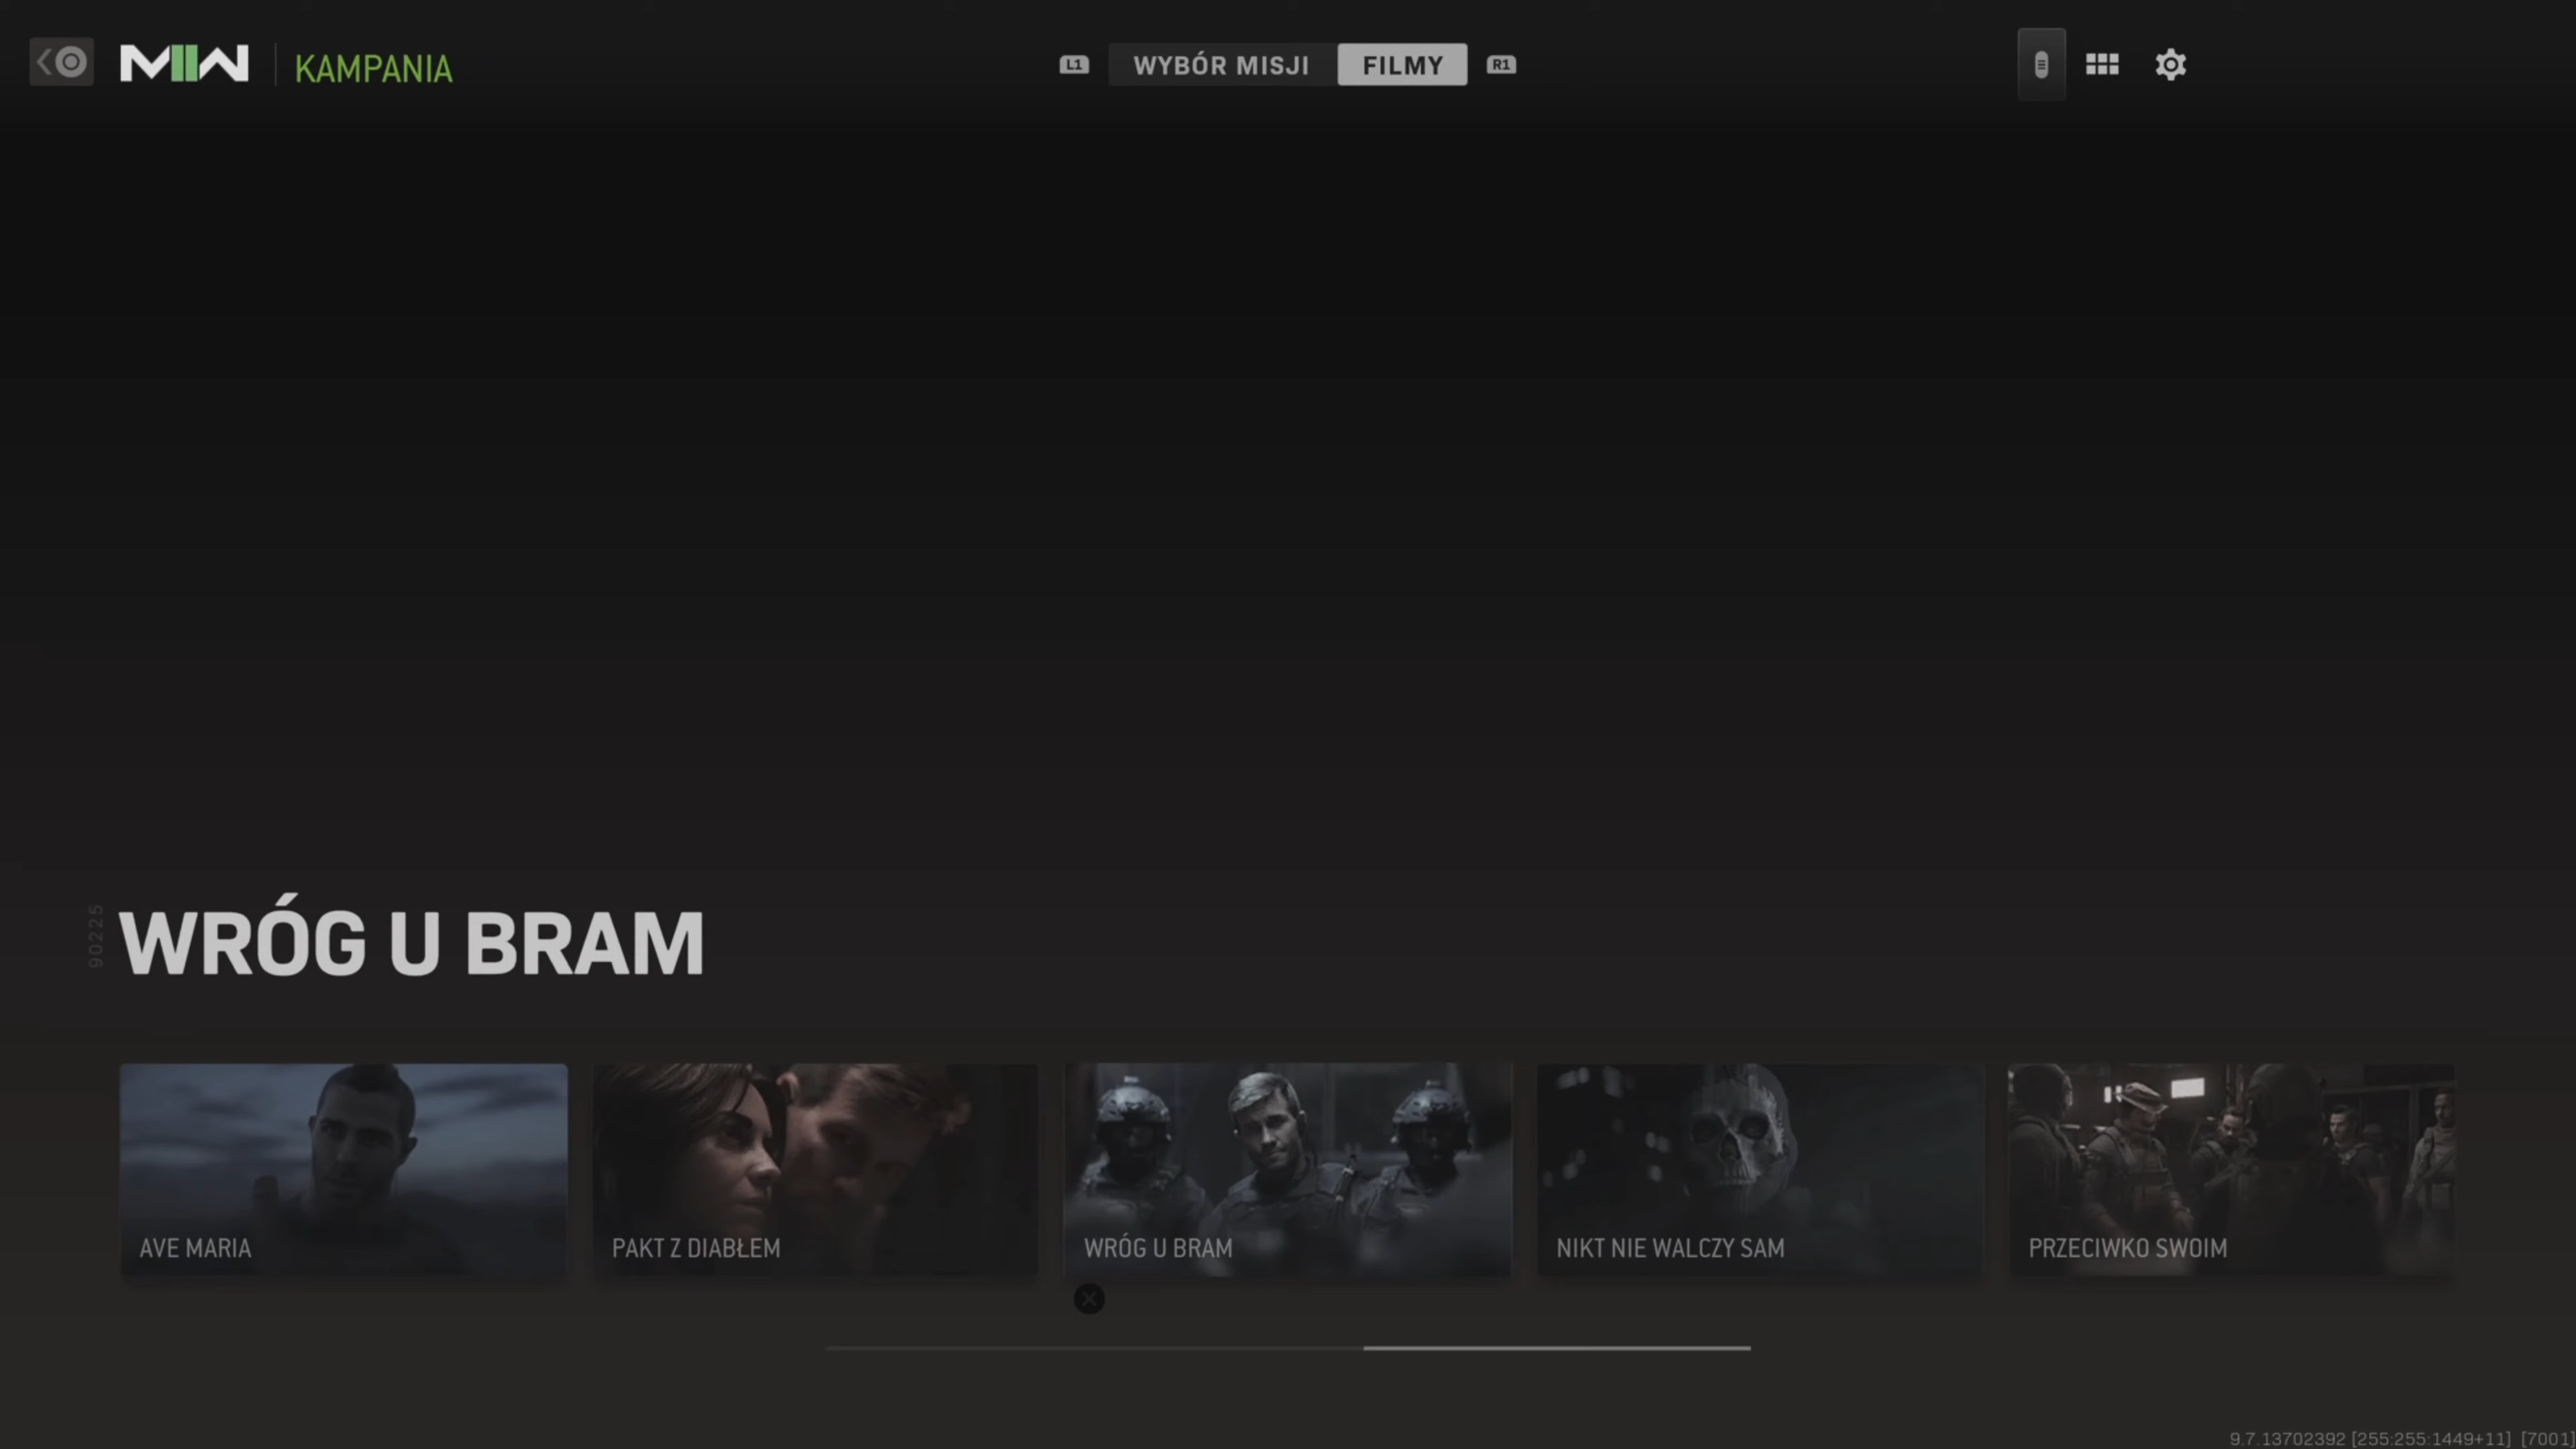 MIIW
KAMPANIA
L1
WYBÓR MISJI
FILMY
R1
90225
WRÓG U BRAM
AVE MARIA
PAKT Z DIABŁEM
WRÓG U BRAM
NIKT NIE WALCZY SAM
PRZECIWKO SWOIM
9.7.13702392 [255:255:1449+11] [7001]